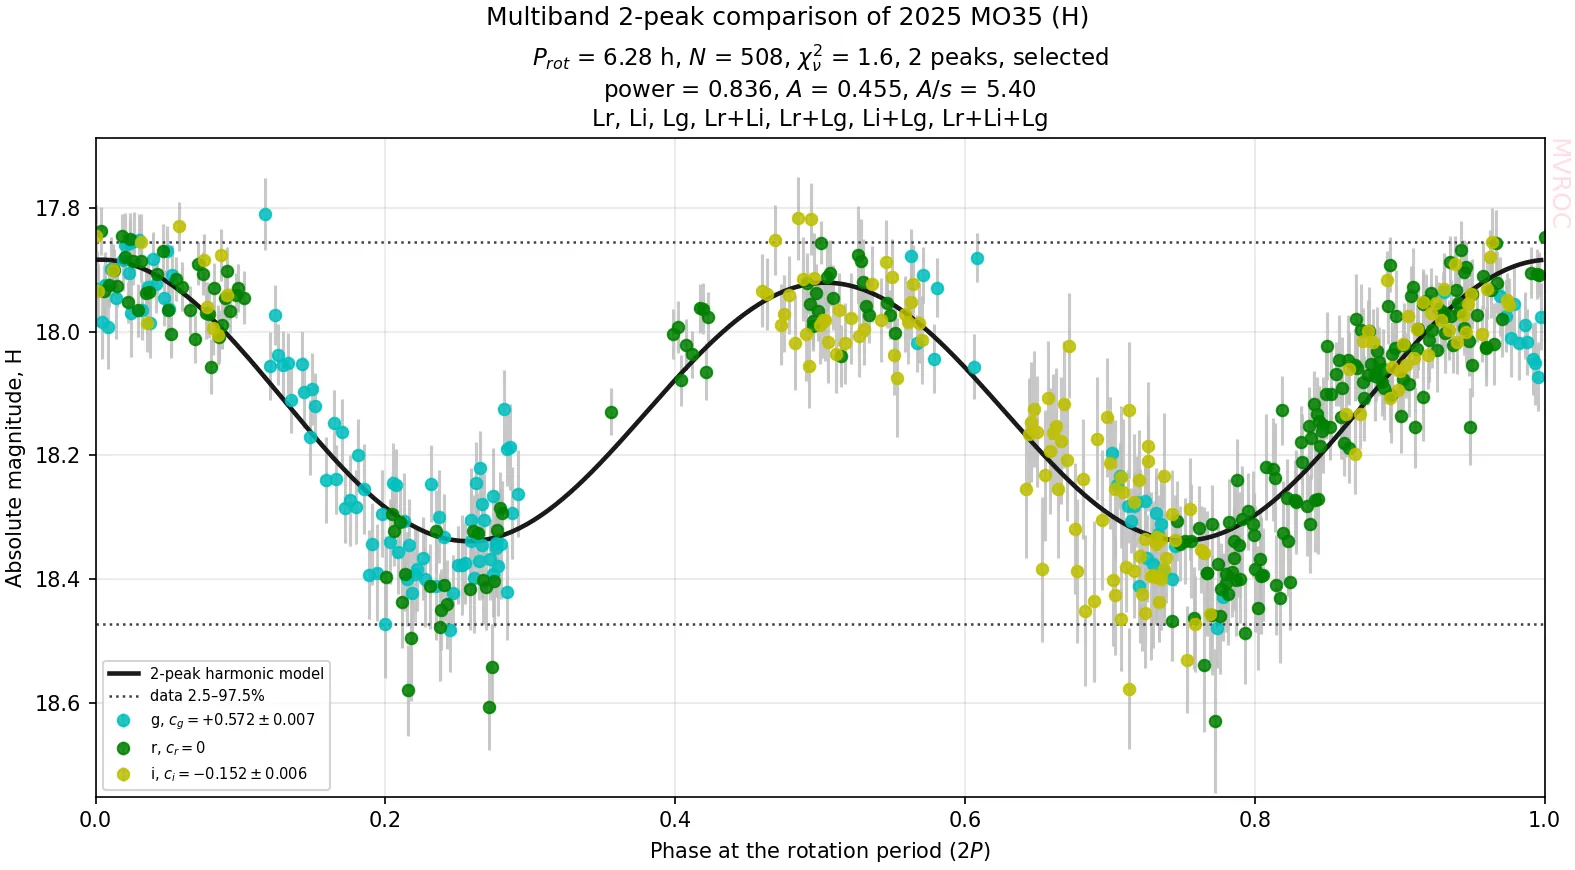 Multiband 2-peak comparison of 2025 MO35 (H)
P_rot = 6.28 h, N = 508, χ²_ν = 1.6, 2 peaks, selected
power = 0.836, A = 0.455, A/s = 5.40
Lr, Li, Lg, Lr+Li, Lr+Lg, Li+Lg, Lr+Li+Lg
MVROC
Absolute magnitude, H
17.8
18.0
18.2
18.4
18.6
2-peak harmonic model
data 2.5–97.5%
g, c_g = +0.572 ± 0.007
r, c_r = 0
i, c_i = −0.152 ± 0.006
0.0 0.2 0.4 0.6 0.8 1.0
Phase at the rotation period (2P)